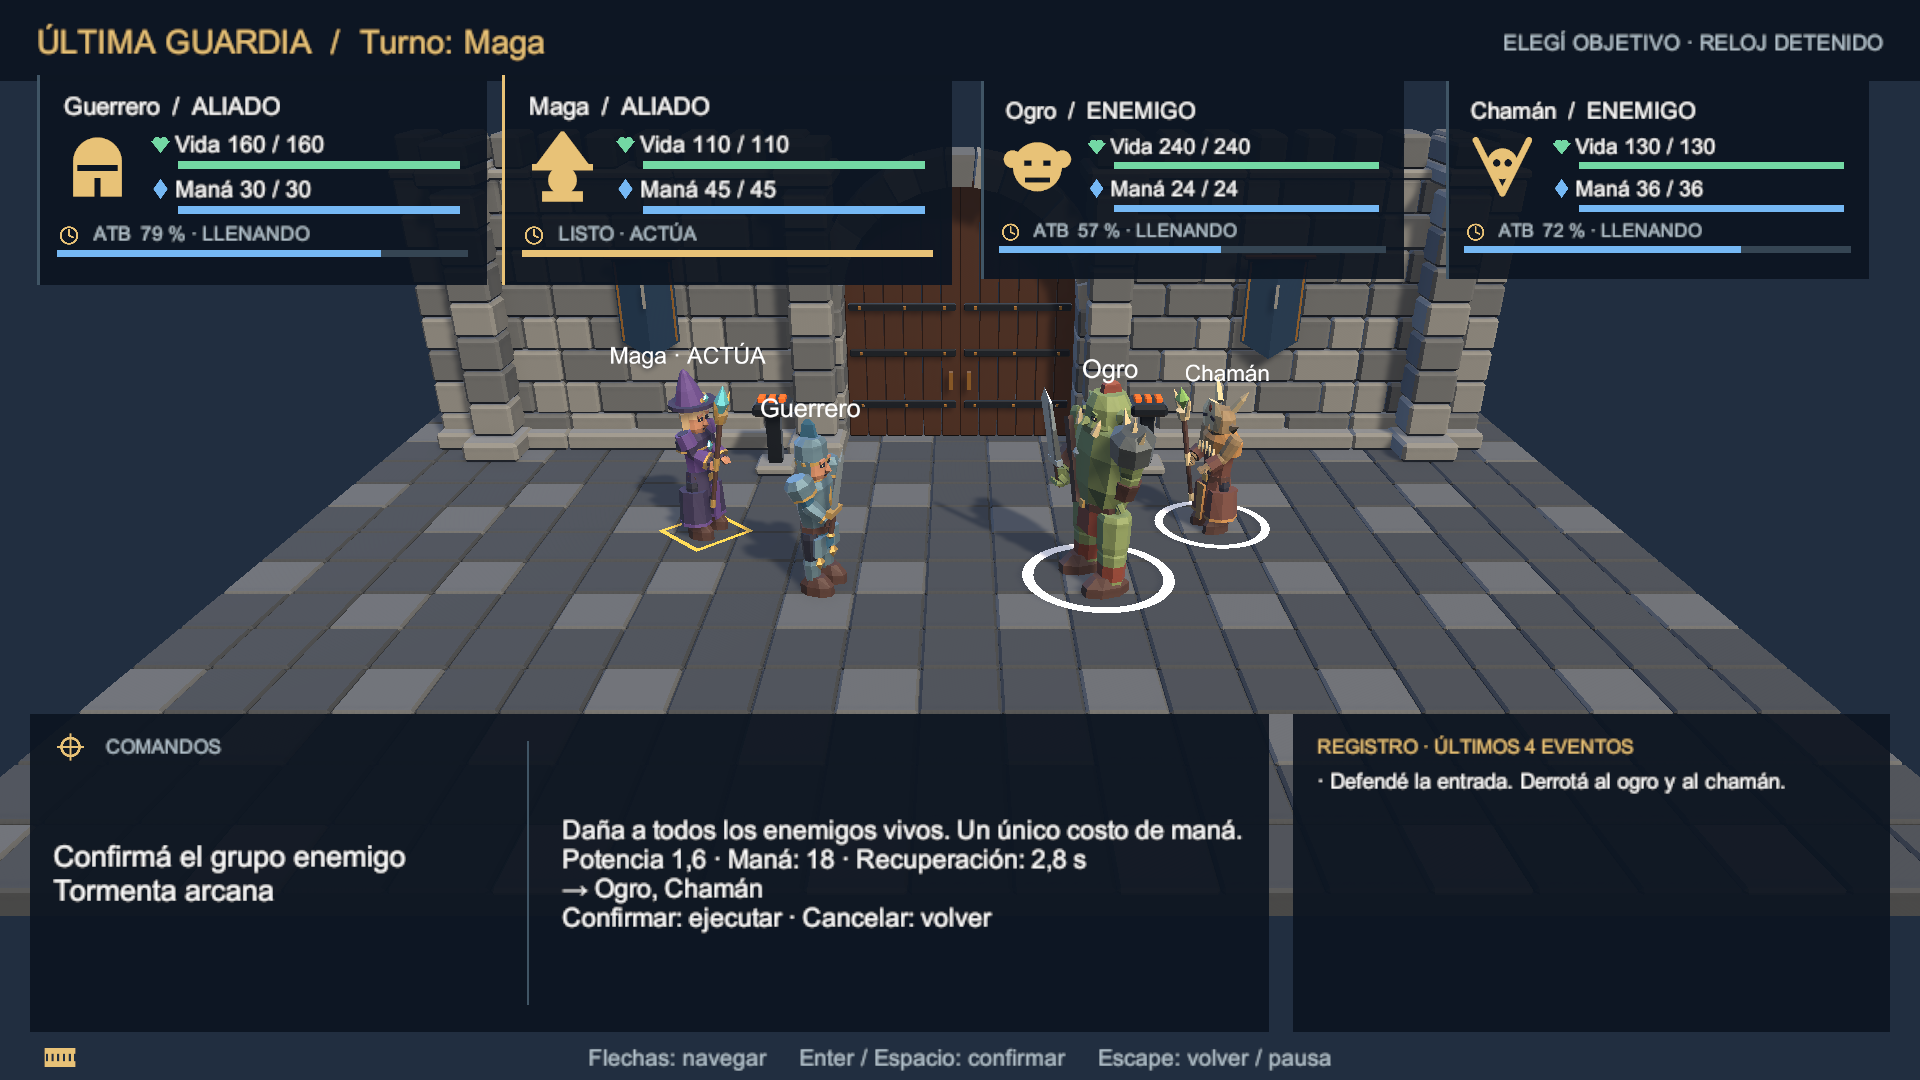 ÚLTIMA GUARDIA / Turno: Maga
ELEGÍ OBJETIVO · RELOJ DETENIDO
Guerrero / ALIADO
Vida 160 / 160
Maná 30 / 30
ATB 79 % · LLENANDO
Maga / ALIADO
Vida 110 / 110
Maná 45 / 45
LISTO · ACTÚA
Ogro / ENEMIGO
Vida 240 / 240
Maná 24 / 24
ATB 57 % · LLENANDO
Chamán / ENEMIGO
Vida 130 / 130
Maná 36 / 36
ATB 72 % · LLENANDO
Maga · ACTÚA
Guerrero
Ogro
Chamán
COMANDOS
Confirmá el grupo enemigo
Tormenta arcana
Daña a todos los enemigos vivos. Un único costo de maná.
Potencia 1,6 · Maná: 18 · Recuperación: 2,8 s
→ Ogro, Chamán
Confirmar: ejecutar · Cancelar: volver
REGISTRO · ÚLTIMOS 4 EVENTOS
· Defendé la entrada. Derrotá al ogro y al chamán.
Flechas: navegar Enter / Espacio: confirmar Escape: volver / pausa